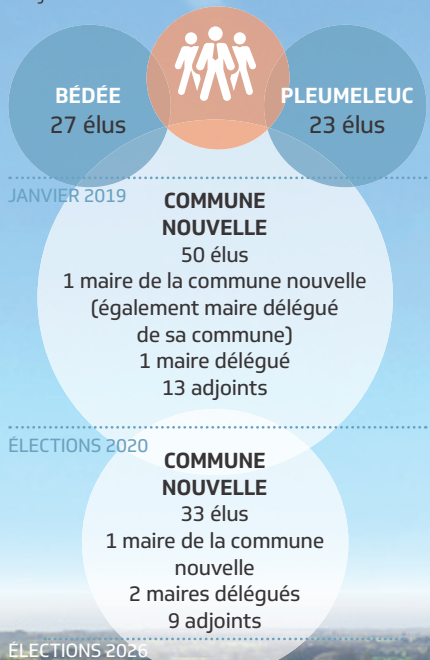 BÉDÉE
27 élus
PLEUMELEUC
23 élus
JANVIER 2019
COMMUNE
NOUVELLE
50 élus
1 maire de la commune nouvelle
(également maire délégué
de sa commune)
1 maire délégué
13 adjoints
ÉLECTIONS 2020
COMMUNE
NOUVELLE
33 élus
1 maire de la commune
nouvelle
2 maires délégués
9 adjoints
ÉLECTIONS 2026